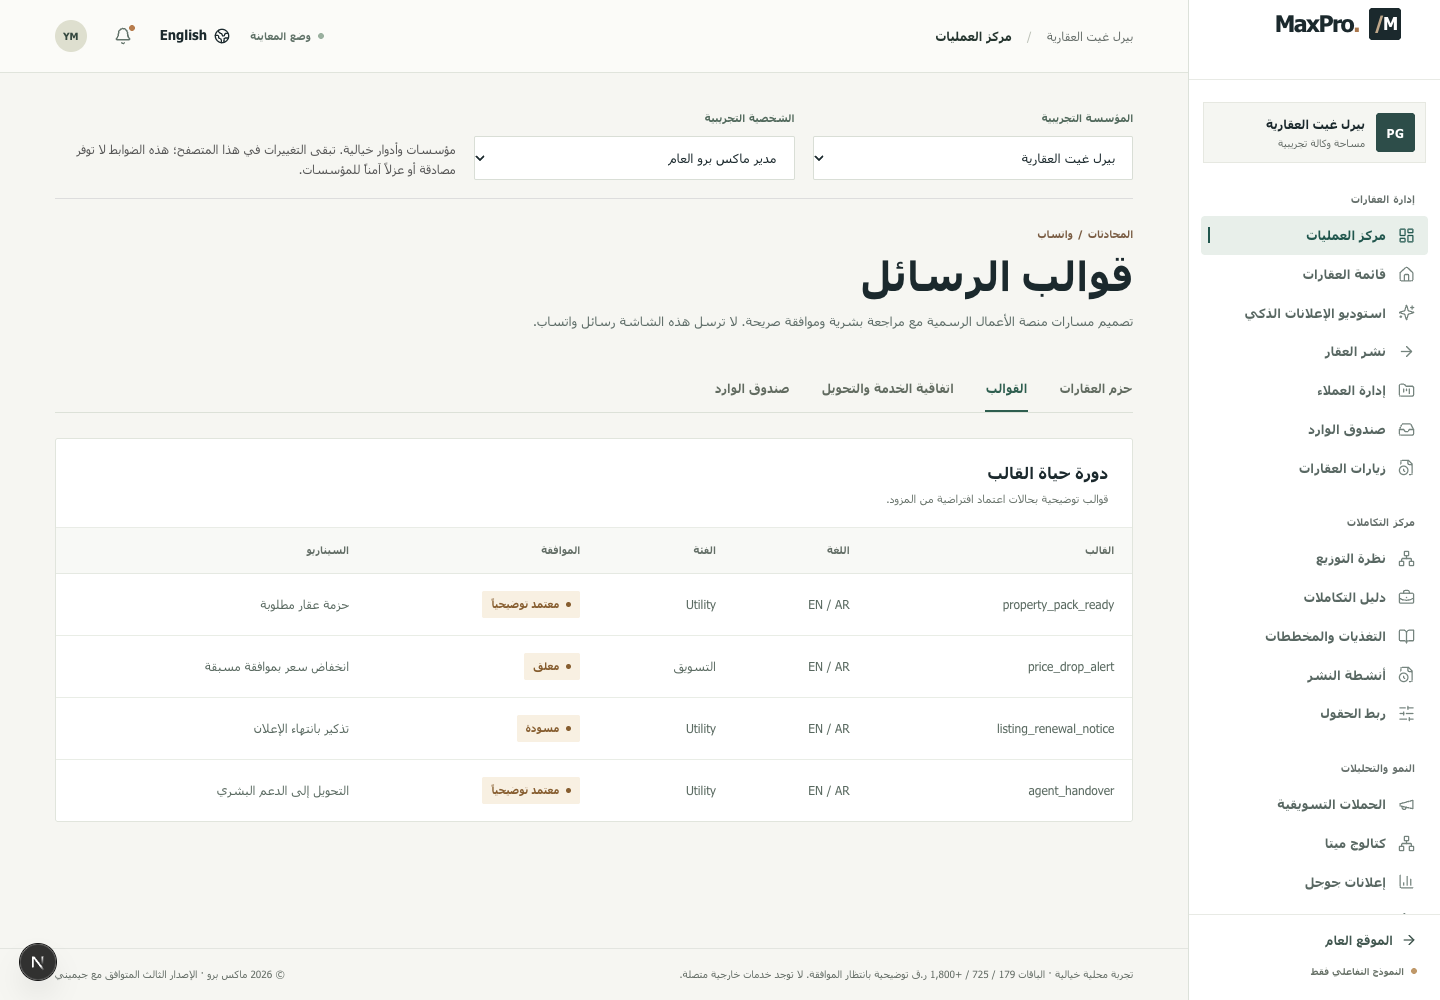 MaxPro. /M
بيرل غيت العقارية / مركز العمليات
وضع المعاينة
English
YM
PG
بيرل غيت العقارية
مساحة وكالة تجريبية
إدارة العقارات
مركز العمليات
قائمة العقارات
استوديو الإعلانات الذكي
نشر العقار
إدارة العملاء
صندوق الوارد
زيارات العقارات
مركز التكاملات
نظرة التوزيع
دليل التكاملات
التغذيات والمخططات
أنشطة النشر
ربط الحقول
النمو والتحليلات
الحملات التسويقية
كتالوج ميتا
إعلانات جوجل
الموقع العام
النموذج التفاعلي فقط
المؤسسة التجريبية
بيرل غيت العقارية
الشخصية التجريبية
مدير ماكس برو العام
مؤسسات وأدوار خيالية. تبقى التغييرات في هذا المتصفح؛ هذه الضوابط لا توفر
مصادقة أو عزلاً آمناً للمؤسسات.
المحادثات / واتساب
قوالب الرسائل
تصميم مسارات منصة الأعمال الرسمية مع مراجعة بشرية وموافقة صريحة. لا ترسل هذه الشاشة رسائل واتساب.
حزم العقارات القوالب اتفاقية الخدمة والتحويل صندوق الوارد
دورة حياة القالب
قوالب توضيحية بحالات اعتماد افتراضية من المزود.
القالب اللغة الفئة الموافقة السيناريو
property_pack_ready EN / AR Utility معتمد توضيحياً حزمة عقار مطلوبة
price_drop_alert EN / AR التسويق معلق انخفاض سعر بموافقة مسبقة
listing_renewal_notice EN / AR Utility مسودة تذكير بانتهاء الإعلان
agent_handover EN / AR Utility معتمد توضيحياً التحويل إلى الدعم البشري
تجربة محلية خيالية · الباقات 179 / 725 / +1,800 ر.ق توضيحية بانتظار الموافقة. لا توجد خدمات خارجية متصلة.
© 2026 ماكس برو · الإصدار الثالث المتوافق مع جيميني
N